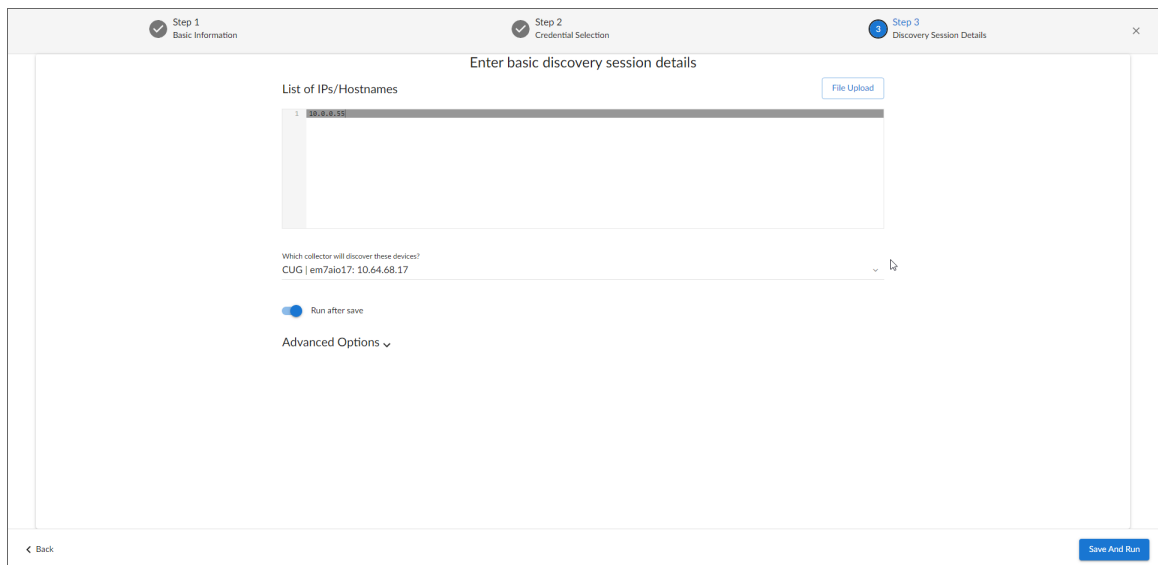 Step 1
Basic Information
Step 2
Credential Selection
3
Step 3
Discovery Session Details
Enter basic discovery session details
List of IPs/Hostnames
File Upload
1 10.0.0.55
Which collector will discover these devices?
CUG | em7aio17: 10.64.68.17
Run after save
Advanced Options
Back
Save And Run